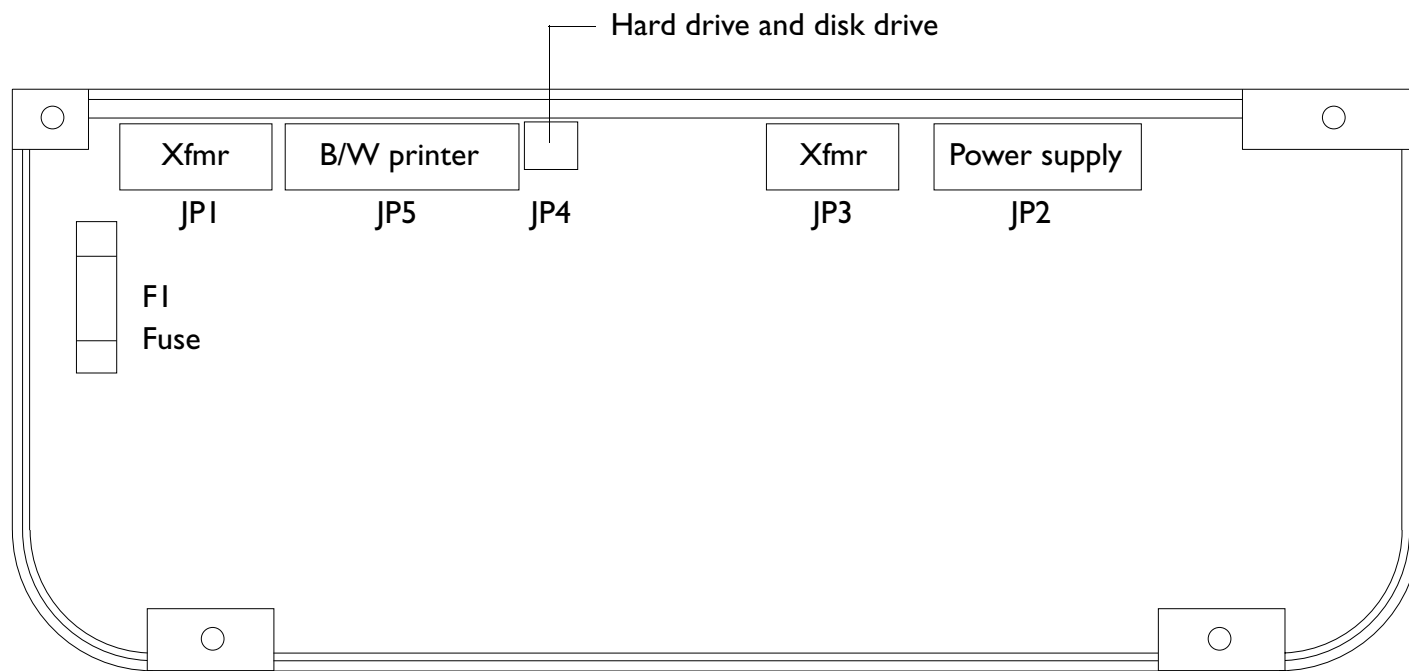 Hard drive and disk drive
Xfmr
B/W printer
Xfmr
Power supply
JP1
JP5
JP4
JP3
JP2
F1
Fuse